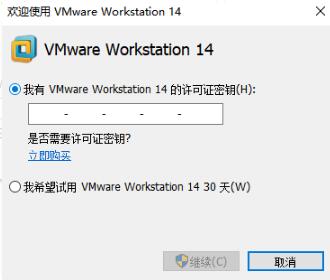 欢迎使用 VMware Workstation 14
VMware Workstation 14
我有 VMware Workstation 14 的许可证密钥(H):
- - - -
是否需要许可证密钥?
立即购买
我希望试用 VMware Workstation 14 30 天(W)
继续(C) 取消